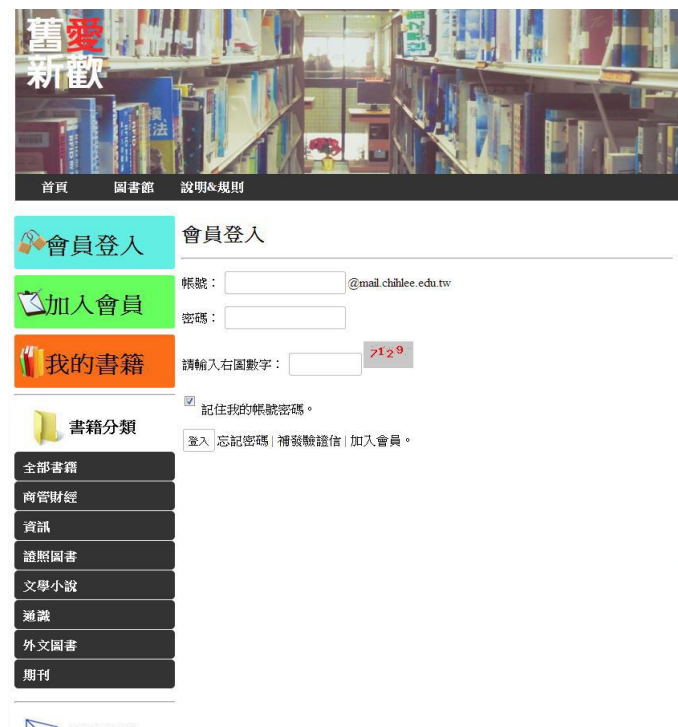 舊愛
新歡
首頁 圖書館 說明&規則
會員登入
加入會員
我的書籍
書籍分類
全部書籍
商管財經
資訊
證照圖書
文學小說
通識
外文圖書
期刊
會員登入
帳號： @mail.chihlee.edu.tw
密碼：
請輸入右圖數字： 7129
記住我的帳號密碼。
登入 忘記密碼 | 補發驗證信 | 加入會員。